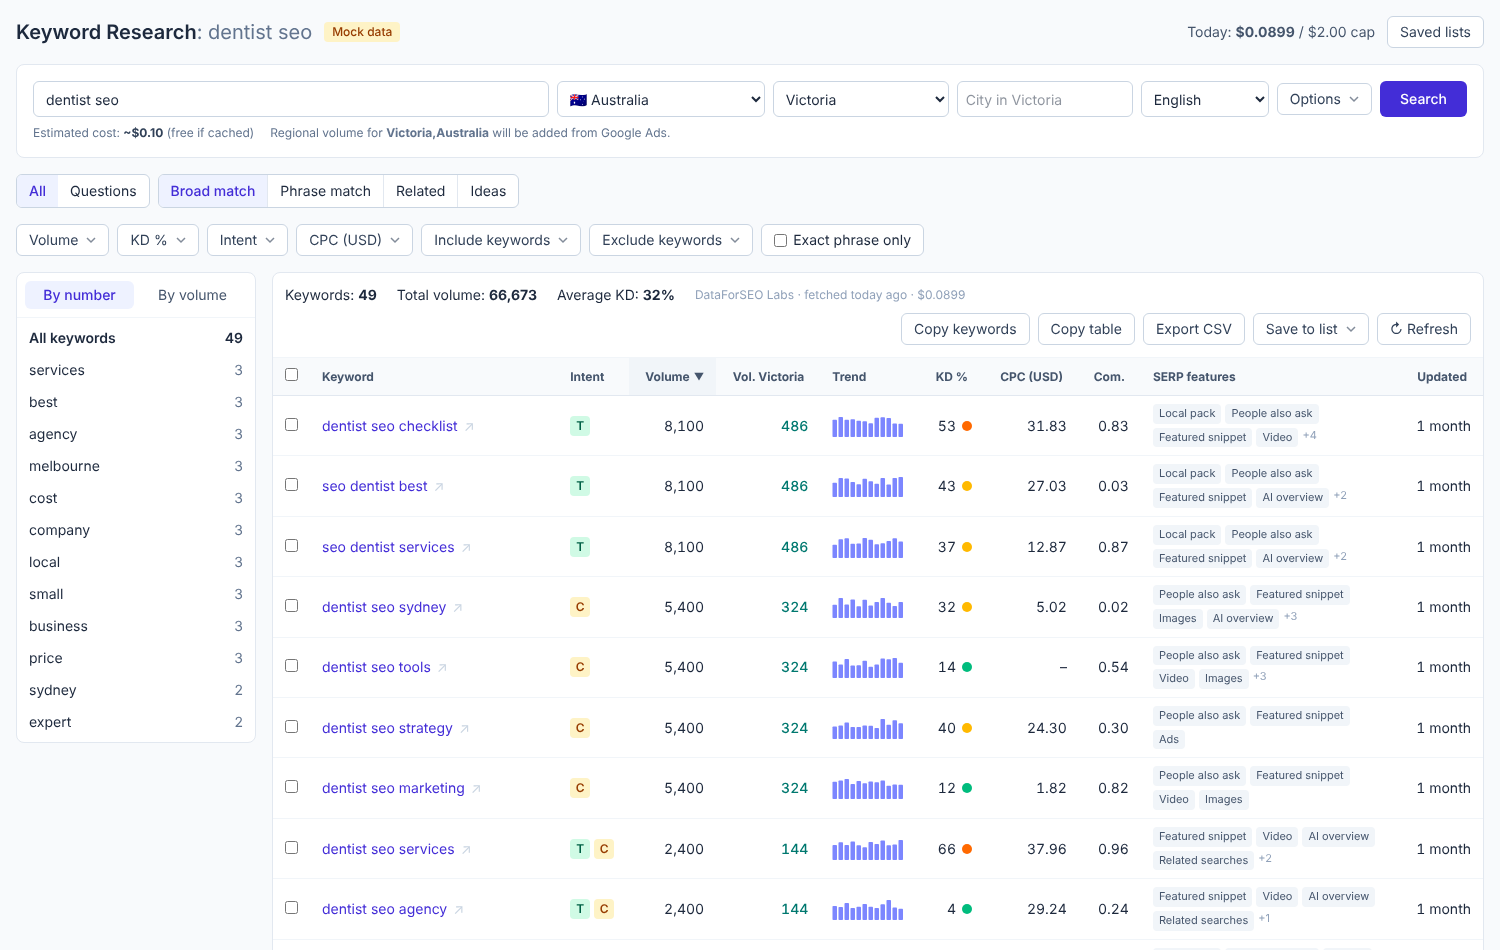 Keyword Research: dentist seo Mock data Today: $0.0899 / $2.00 cap Saved lists
dentist seo Australia Victoria City in Victoria English Options Search
Estimated cost: ~$0.10 (free if cached) Regional volume for Victoria,Australia will be added from Google Ads.
All Questions Broad match Phrase match Related Ideas
Volume KD % Intent CPC (USD) Include keywords Exclude keywords Exact phrase only
By number By volume
All keywords 49
services 3
best 3
agency 3
melbourne 3
cost 3
company 3
local 3
small 3
business 3
price 3
sydney 2
expert 2
Keywords: 49 Total volume: 66,673 Average KD: 32% DataForSEO Labs · fetched today ago · $0.0899
Copy keywords Copy table Export CSV Save to list ↻ Refresh
Keyword Intent Volume ▼ Vol. Victoria Trend KD % CPC (USD) Com. SERP features Updated
dentist seo checklist ↗ T 8,100 486 53 31.83 0.83 Local pack People also ask 1 month
Featured snippet Video +4
seo dentist best ↗ T 8,100 486 43 27.03 0.03 Local pack People also ask 1 month
Featured snippet AI overview +2
seo dentist services ↗ T 8,100 486 37 12.87 0.87 Local pack People also ask 1 month
Featured snippet AI overview +2
dentist seo sydney ↗ C 5,400 324 32 5.02 0.02 People also ask Featured snippet 1 month
Images AI overview +3
dentist seo tools ↗ C 5,400 324 14 – 0.54 People also ask Featured snippet 1 month
Video Images +3
dentist seo strategy ↗ C 5,400 324 40 24.30 0.30 People also ask Featured snippet 1 month
Ads
dentist seo marketing ↗ C 5,400 324 12 1.82 0.82 People also ask Featured snippet 1 month
Video Images
dentist seo services ↗ T C 2,400 144 66 37.96 0.96 Featured snippet Video AI overview 1 month
Related searches +2
dentist seo agency ↗ T C 2,400 144 4 29.24 0.24 Featured snippet Video AI overview 1 month
Related searches +1